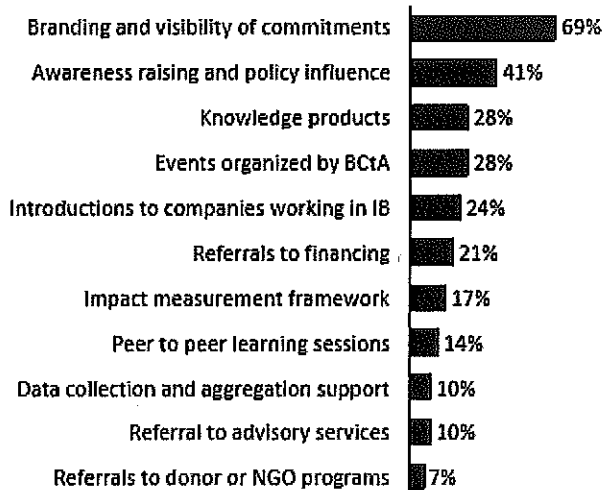 Branding and visibility of commitments 69%
Awareness raising and policy influence 41%
Knowledge products 28%
Events organized by BCtA 28%
Introductions to companies working in IB 24%
Referrals to financing 21%
Impact measurement framework 17%
Peer to peer learning sessions 14%
Data collection and aggregation support 10%
Referral to advisory services 10%
Referrals to donor or NGO programs 7%